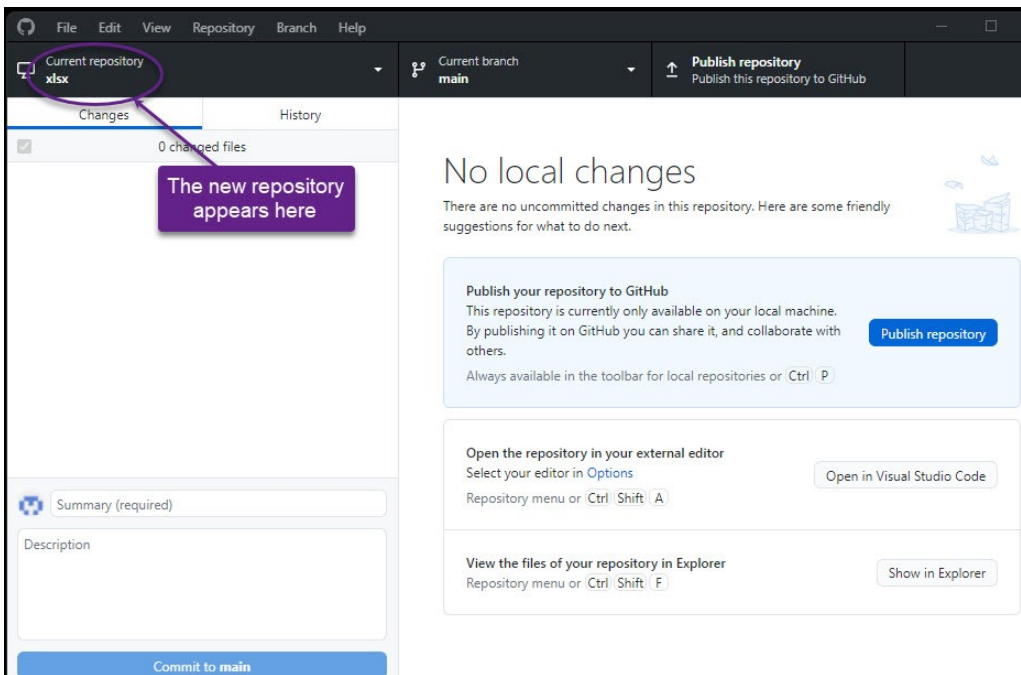 File Edit View Repository Branch Help
Current repository
xlsx
Current branch
main
Publish repository
Publish this repository to GitHub
Changes
History
0 changed files
The new repository
appears here
No local changes
There are no uncommitted changes in this repository. Here are some friendly
suggestions for what to do next.
Publish your repository to GitHub
This repository is currently only available on your local machine.
By publishing it on GitHub you can share it, and collaborate with
others.
Always available in the toolbar for local repositories or Ctrl P
Publish repository
Open the repository in your external editor
Select your editor in Options
Repository menu or Ctrl Shift A
Open in Visual Studio Code
View the files of your repository in Explorer
Repository menu or Ctrl Shift F
Show in Explorer
Summary (required)
Description
Commit to main